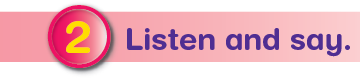 2 Listen and say.